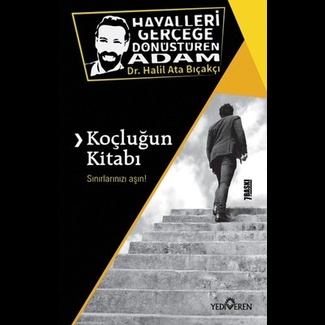 HAYALLERİ
GERÇEĞE
DÖNÜŞTÜREN
ADAM
Dr. Halil Ata Bıçakçı
Koçluğun
Kitabı
Sınırlarınızı aşın!
7.BASKI
YEDİVEREN